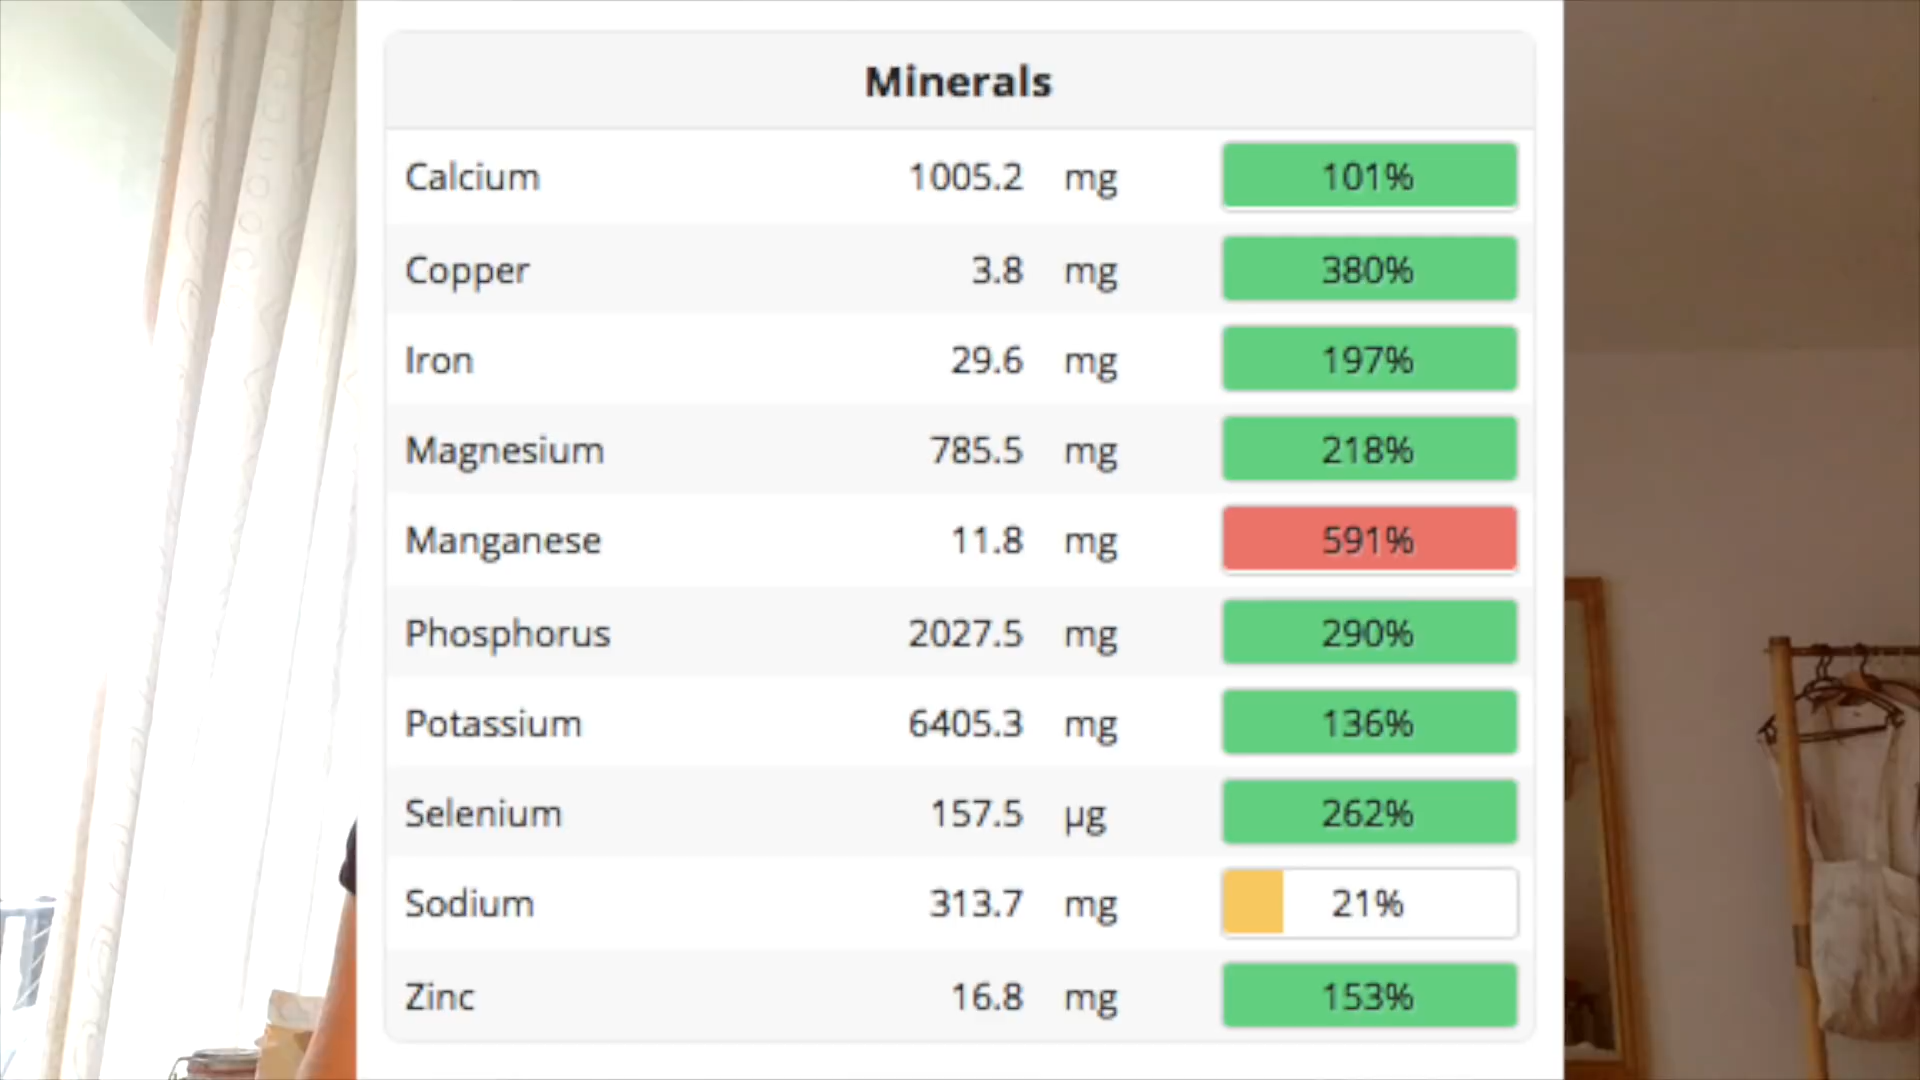 Minerals
Calcium 1005.2 mg 101%
Copper 3.8 mg 380%
Iron 29.6 mg 197%
Magnesium 785.5 mg 218%
Manganese 11.8 mg 591%
Phosphorus 2027.5 mg 290%
Potassium 6405.3 mg 136%
Selenium 157.5 µg 262%
Sodium 313.7 mg 21%
Zinc 16.8 mg 153%